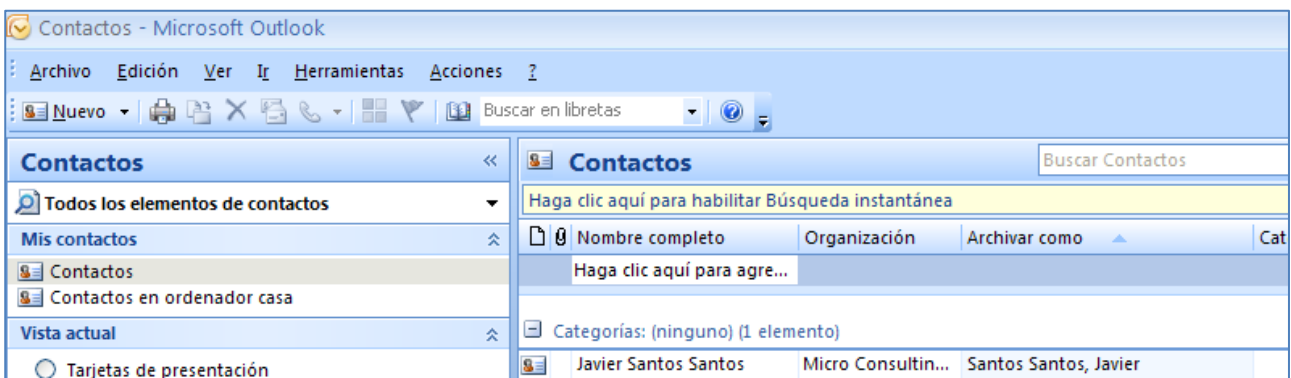 Contactos - Microsoft Outlook
Archivo Edición Ver Ir Herramientas Acciones ?
Nuevo Buscar en libretas
Contactos « Contactos Buscar Contactos
Todos los elementos de contactos
Haga clic aquí para habilitar Búsqueda instantánea
Mis contactos
Nombre completo Organización Archivar como Cat
Contactos
Haga clic aquí para agre...
Contactos en ordenador casa
Vista actual
Categorías: (ninguno) (1 elemento)
Tarjetas de presentación
Javier Santos Santos Micro Consultin... Santos Santos, Javier